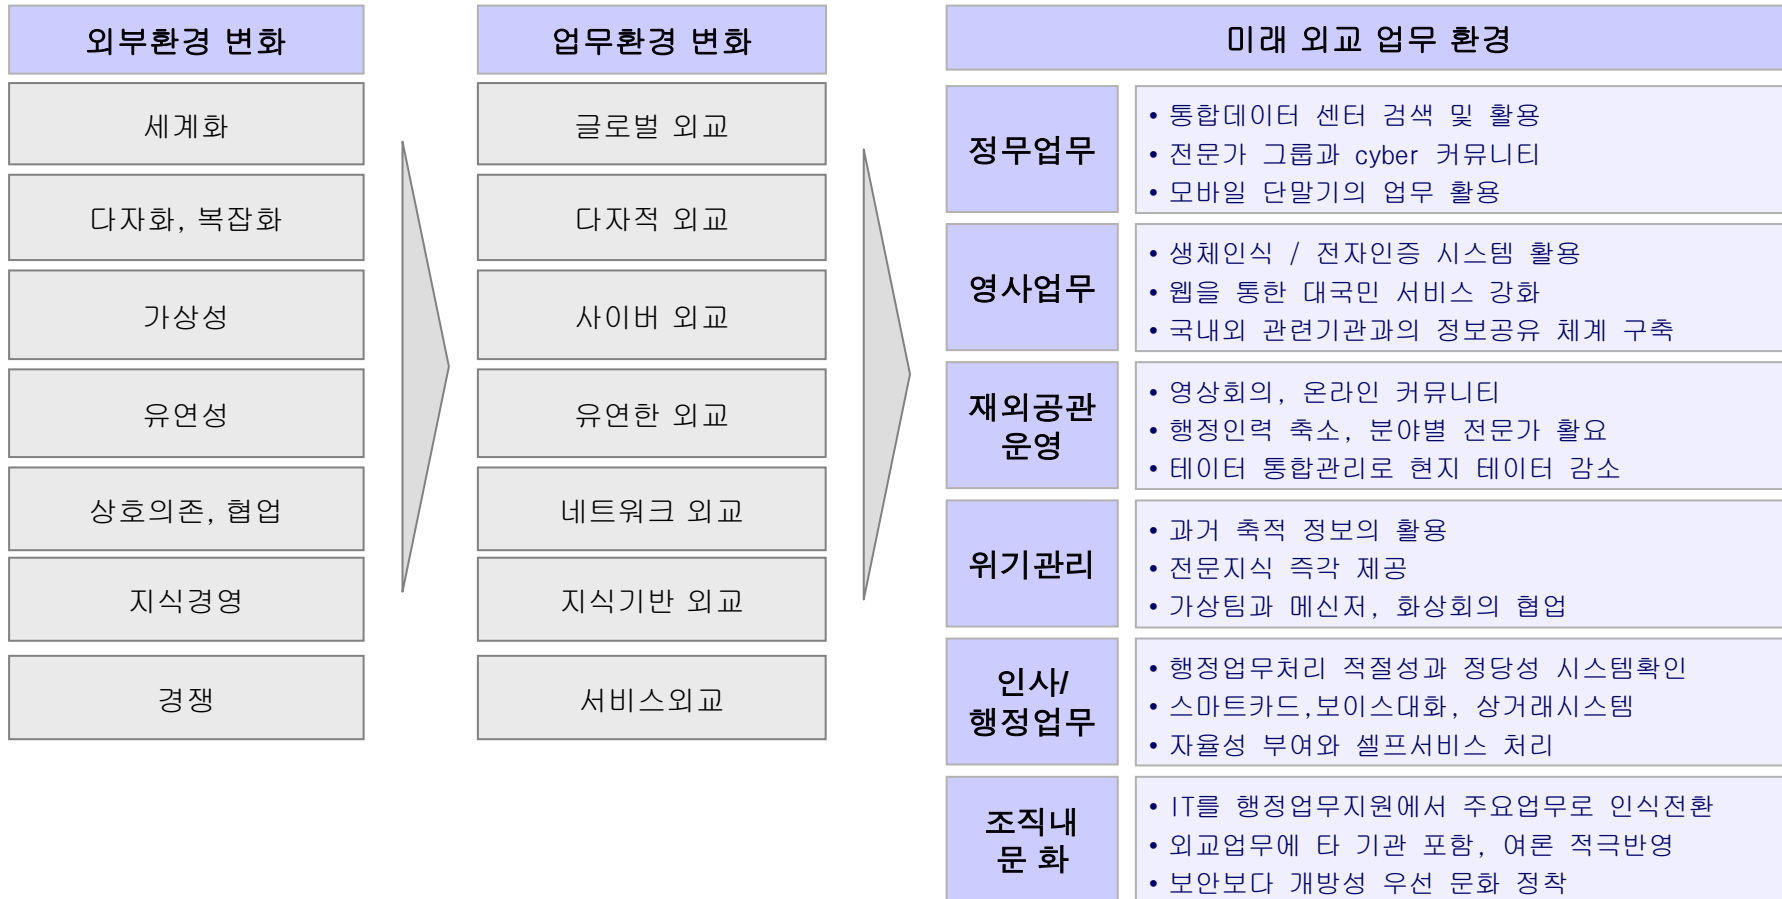 외부환경 변화
세계화
다자화, 복잡화
가상성
유연성
상호의존, 협업
지식경영
경쟁
업무환경 변화
글로벌 외교
다자적 외교
사이버 외교
유연한 외교
네트워크 외교
지식기반 외교
서비스외교
미래 외교 업무 환경
정무업무
• 통합데이터 센터 검색 및 활용
• 전문가 그룹과 cyber 커뮤니티
• 모바일 단말기의 업무 활용
영사업무
• 생체인식 / 전자인증 시스템 활용
• 웹을 통한 대국민 서비스 강화
• 국내외 관련기관과의 정보공유 체계 구축
재외공관
운영
• 영상회의, 온라인 커뮤니티
• 행정인력 축소, 분야별 전문가 활요
• 테이터 통합관리로 현지 테이터 감소
위기관리
• 과거 축적 정보의 활용
• 전문지식 즉각 제공
• 가상팀과 메신저, 화상회의 협업
인사/
행정업무
• 행정업무처리 적절성과 정당성 시스템확인
• 스마트카드,보이스대화, 상거래시스템
• 자율성 부여와 셀프서비스 처리
조직내
문 화
• IT를 행정업무지원에서 주요업무로 인식전환
• 외교업무에 타 기관 포함, 여론 적극반영
• 보안보다 개방성 우선 문화 정착